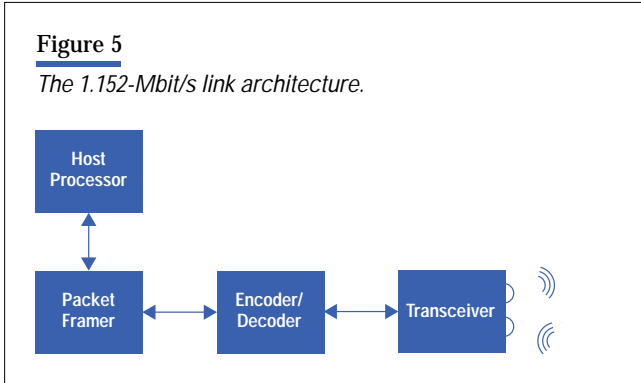 Figure 5
The 1.152-Mbit/s link architecture.
Host
Processor
Packet
Framer
Encoder/
Decoder
Transceiver